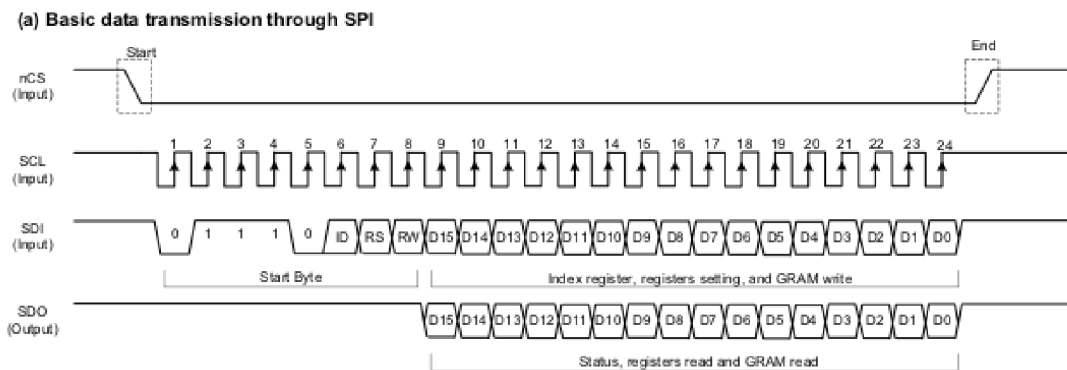 (a) Basic data transmission through SPI
Start
End
nCS
(Input)
1 2 3 4 5 6 7 8 9 10 11 12 13 14 15 16 17 18 19 20 21 22 23 24
SCL
(Input)
SDI
(Input)
0 1 1 1 0 ID RS RW D15 D14 D13 D12 D11 D10 D9 D8 D7 D6 D5 D4 D3 D2 D1 D0
Start Byte
Index register, registers setting, and GRAM write
SDO
(Output)
D15 D14 D13 D12 D11 D10 D9 D8 D7 D6 D5 D4 D3 D2 D1 D0
Status, registers read and GRAM read